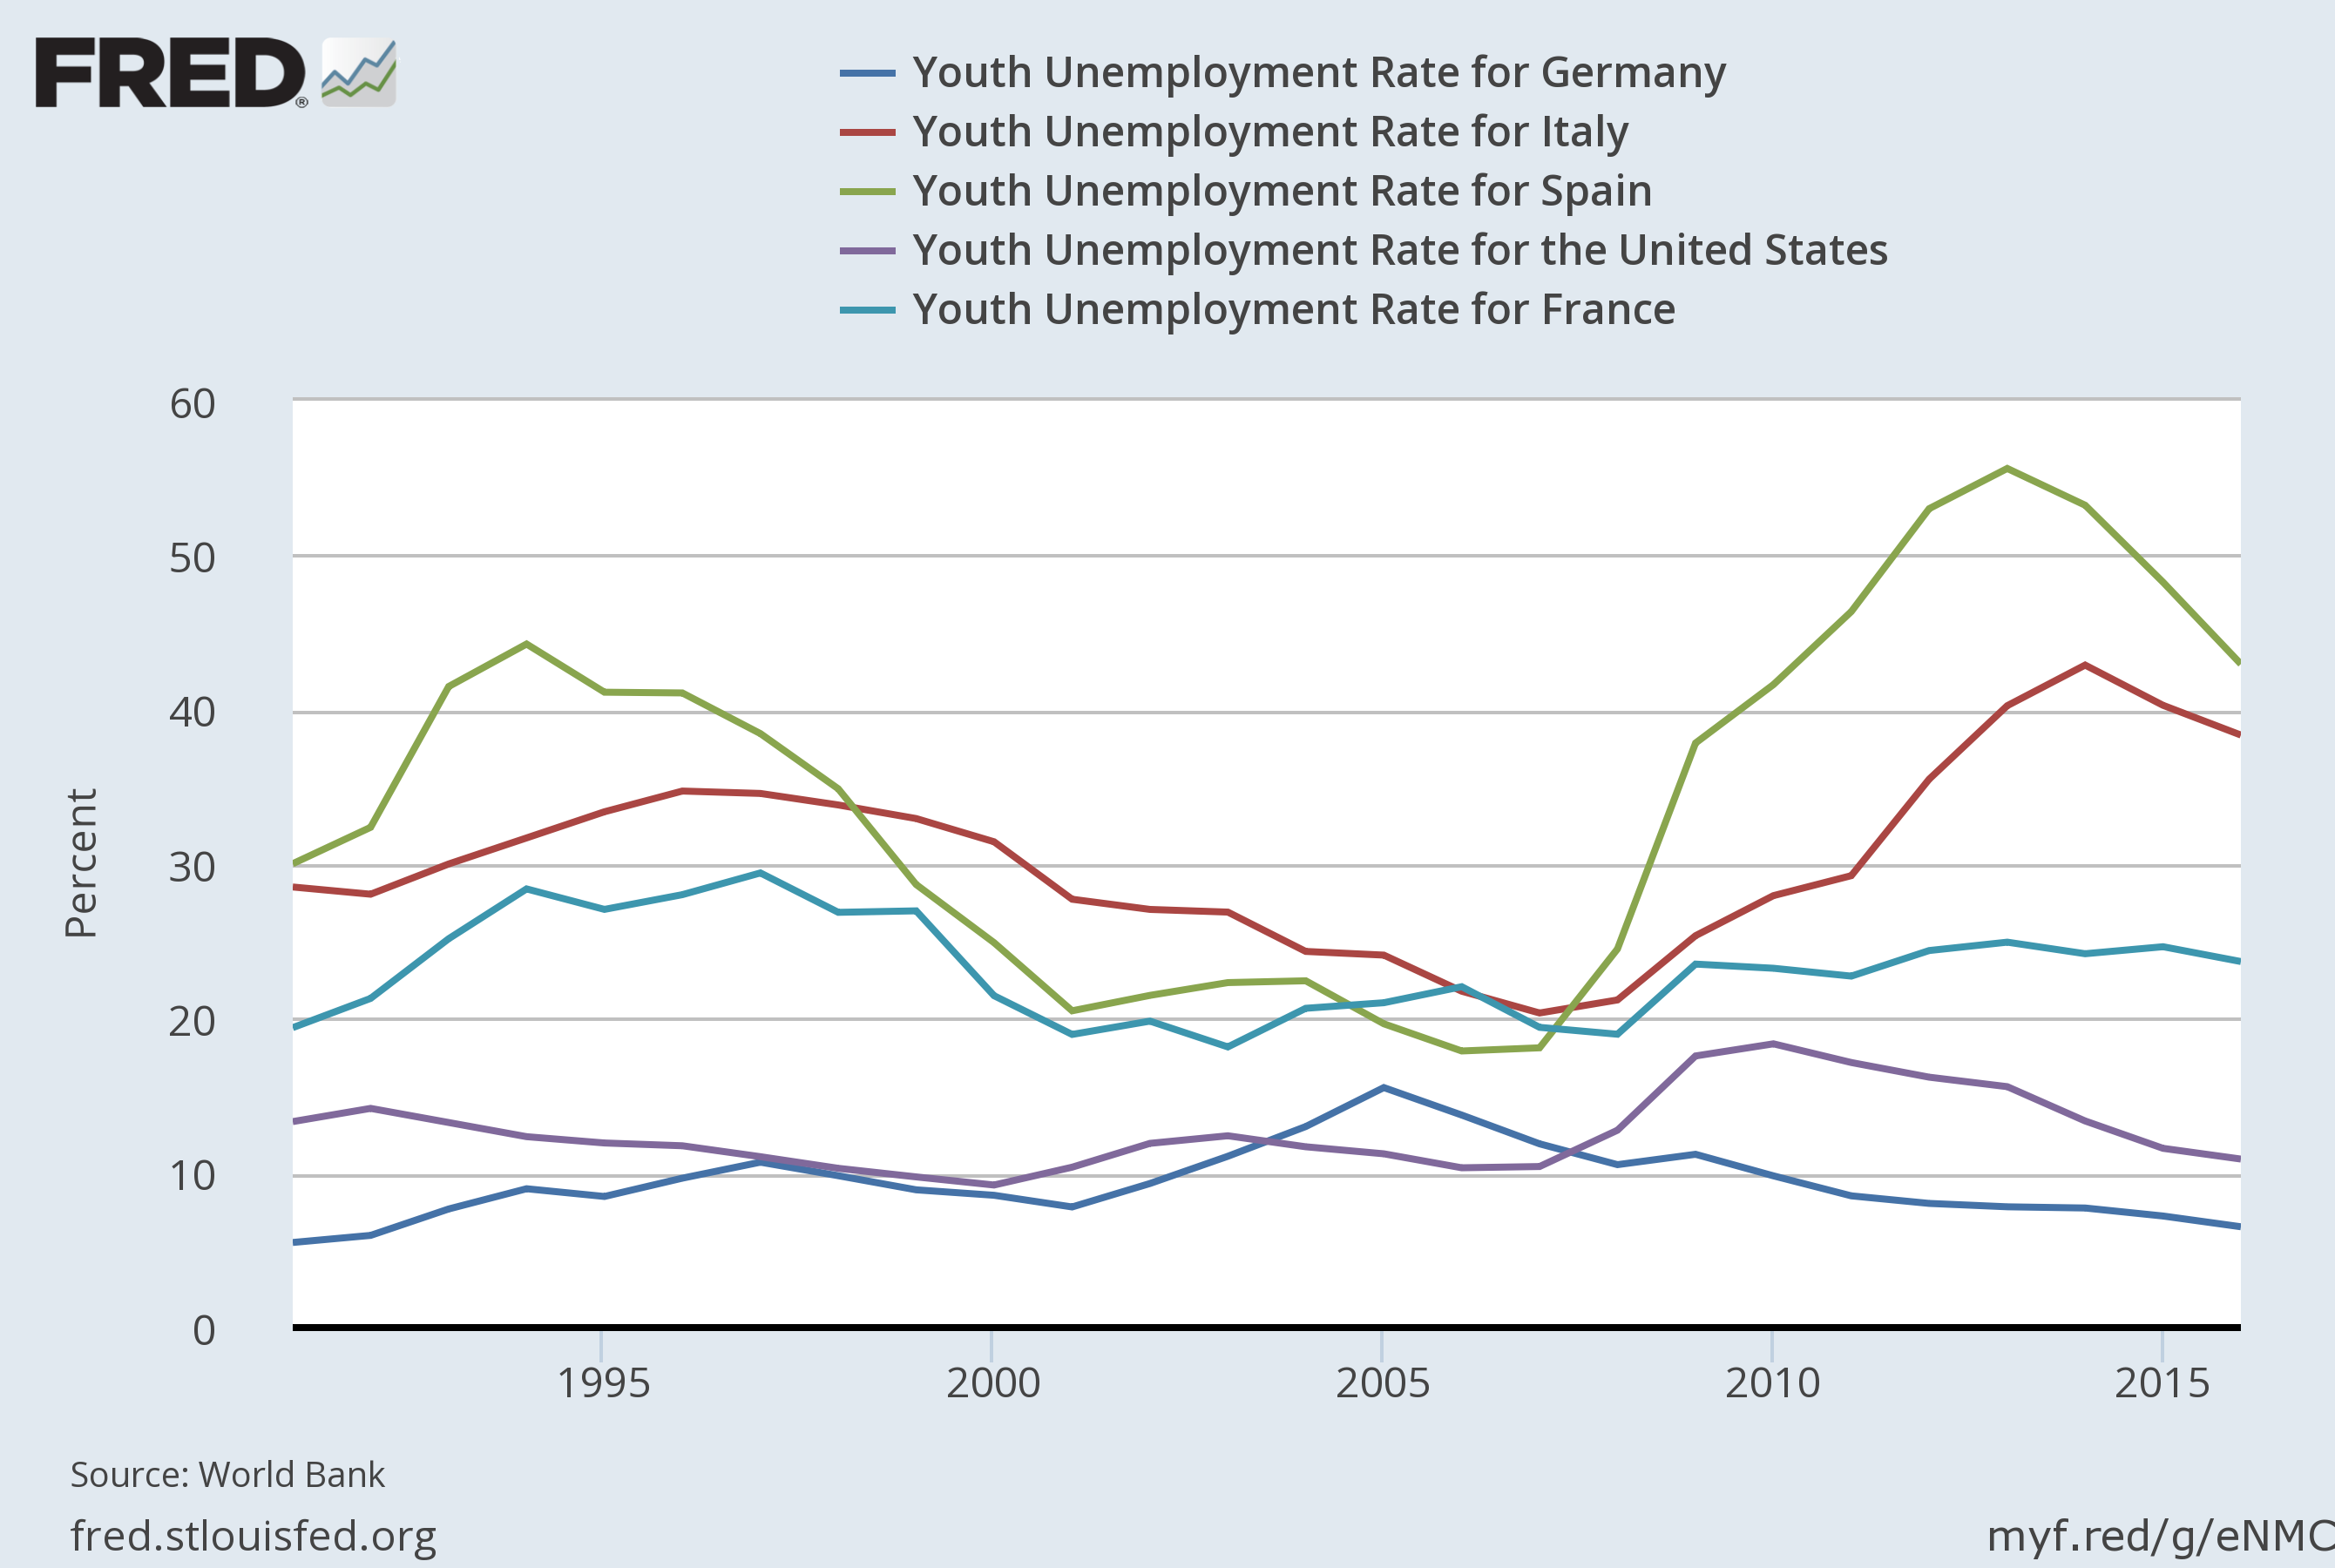 FRED®
Youth Unemployment Rate for Germany
Youth Unemployment Rate for Italy
Youth Unemployment Rate for Spain
Youth Unemployment Rate for the United States
Youth Unemployment Rate for France
60
50
40
30
20
10
0
Percent
1995
2000
2005
2010
2015
Source: World Bank
fred.stlouisfed.org
myf.red/g/eNMC